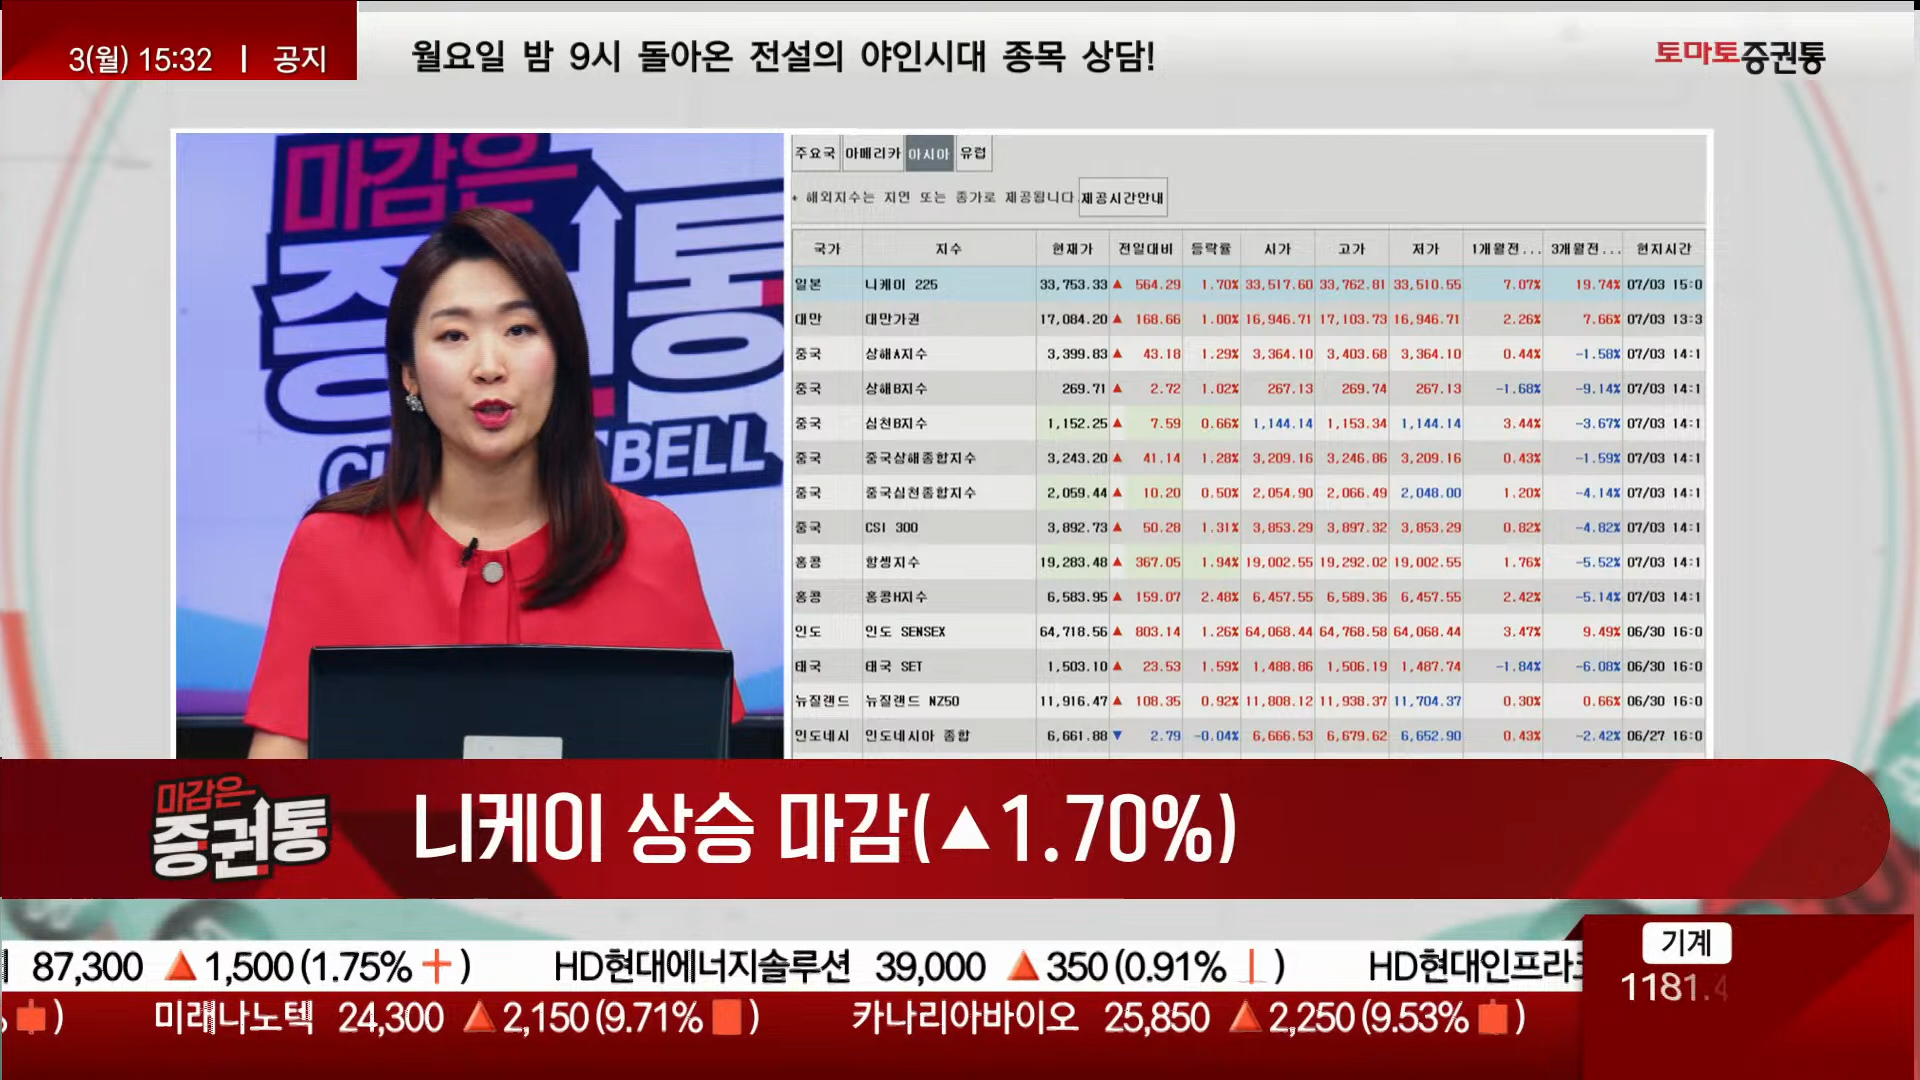 3(월) 15:32 | 공지
월요일 밤 9시 돌아온 전설의 야인시대 종목 상담!
토마토증권통
마감은
증권통
BELL
주요국 아메리카 아시아 유럽
* 해외지수는 지연 또는 종가로 제공됩니다. 제공시간안내
국가 지수 현재가 전일대비 등락률 시가 고가 저가 1개월전... 3개월전... 현지시간
일본 니케이 225 33,753.33 ▲ 564.29 1.70% 33,517.60 33,762.81 33,510.55 7.07% 19.74% 07/03 15:0
대만 대만가권 17,084.20 ▲ 168.66 1.00% 16,946.71 17,103.73 16,946.71 2.26% 7.66% 07/03 13:3
중국 상해A지수 3,399.83 ▲ 43.18 1.29% 3,364.10 3,403.68 3,364.10 0.44% -1.58% 07/03 14:1
중국 상해B지수 269.71 ▲ 2.72 1.02% 267.13 269.74 267.13 -1.68% -9.14% 07/03 14:1
중국 심천B지수 1,152.25 ▲ 7.59 0.66% 1,144.14 1,153.34 1,144.14 3.44% -3.67% 07/03 14:1
중국 중국상해종합지수 3,243.20 ▲ 41.14 1.28% 3,209.16 3,246.86 3,209.16 0.43% -1.59% 07/03 14:1
중국 중국심천종합지수 2,059.44 ▲ 10.20 0.50% 2,054.90 2,066.49 2,048.00 1.20% -4.14% 07/03 14:1
중국 CSI 300 3,892.73 ▲ 50.28 1.31% 3,853.29 3,897.32 3,853.29 0.82% -4.82% 07/03 14:1
홍콩 항셍지수 19,283.48 ▲ 367.05 1.94% 19,002.55 19,292.02 19,002.55 1.76% -5.52% 07/03 14:1
홍콩 홍콩H지수 6,583.95 ▲ 159.07 2.48% 6,457.55 6,589.36 6,457.55 2.42% -5.14% 07/03 14:1
인도 인도 SENSEX 64,718.56 ▲ 803.14 1.26% 64,068.44 64,768.58 64,068.44 3.47% 9.49% 06/30 16:0
태국 태국 SET 1,503.10 ▲ 23.53 1.59% 1,488.86 1,506.19 1,487.74 -1.84% -6.08% 06/30 16:0
뉴질랜드 뉴질랜드 NZ50 11,916.47 ▲ 108.35 0.92% 11,808.12 11,938.37 11,704.37 0.30% 0.66% 06/30 16:0
인도네시 인도네시아 종합 6,661.88 ▼ 2.79 -0.04% 6,666.53 6,679.62 6,652.90 0.43% -2.42% 06/27 16:0
마감은
증권통
니케이 상승 마감(▲1.70%)
87,300 ▲1,500(1.75% ) HD현대에너지솔루션 39,000 ▲350(0.91% ) HD현대인프라
기계
1181.4
) 미래나노텍 24,300 ▲2,150(9.71% ) 카나리아바이오 25,850 ▲2,250(9.53% )